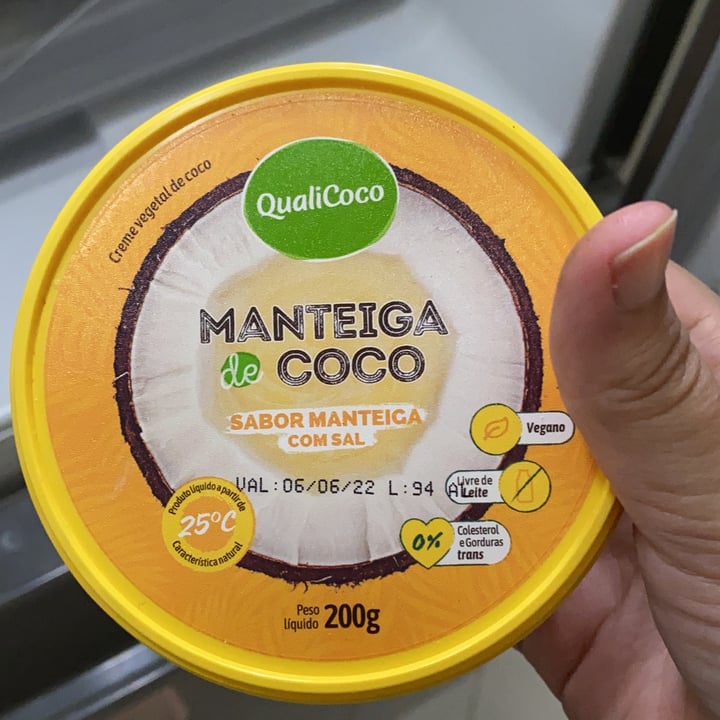 Creme vegetal de coco
QualiCoco
MANTEIGA
de COCO
SABOR MANTEIGA
COM SAL
Vegano
VAL:06/06/22 L:94 AL
Livre de
Leite
Produto líquido a partir de
25°C
Característica natural
0%
Colesterol
e Gorduras
trans
Peso
líquido 200g